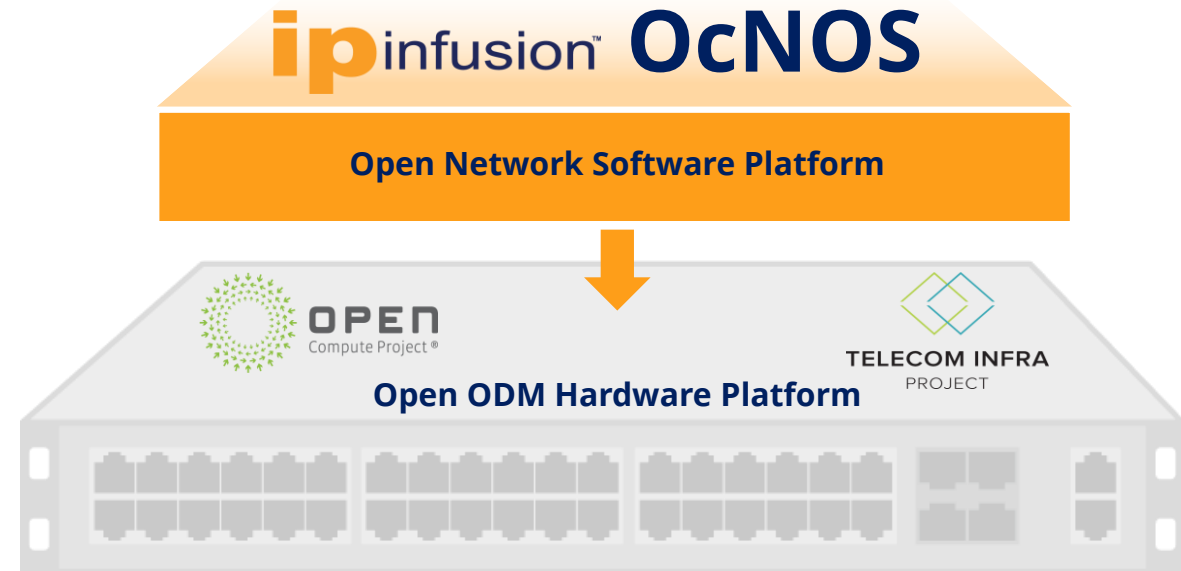 ipinfusion™ OcNOS
Open Network Software Platform
OPEN
Compute Project ®
TELECOM INFRA
PROJECT
Open ODM Hardware Platform